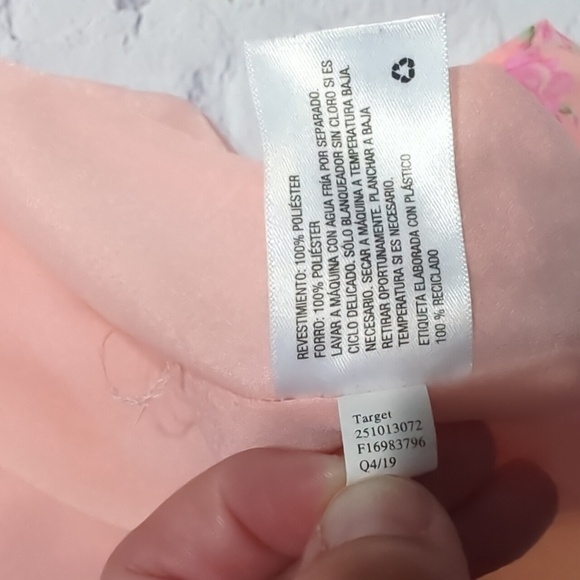 REVESTIMIENTO: 100% POLIÉSTER
FORRO: 100% POLIÉSTER
LAVAR A MÁQUINA CON AGUA FRÍA POR SEPARADO.
CICLO DELICADO. SÓLO BLANQUEADOR SIN CLORO SI ES
NECESARIO. SECAR A MÁQUINA A TEMPERATURA BAJA.
RETIRAR OPORTUNAMENTE. PLANCHAR A BAJA
TEMPERATURA SI ES NECESARIO.
ETIQUETA ELABORADA CON PLÁSTICO
100 % RECICLADO
Target
251013072
F16983796
Q4/19